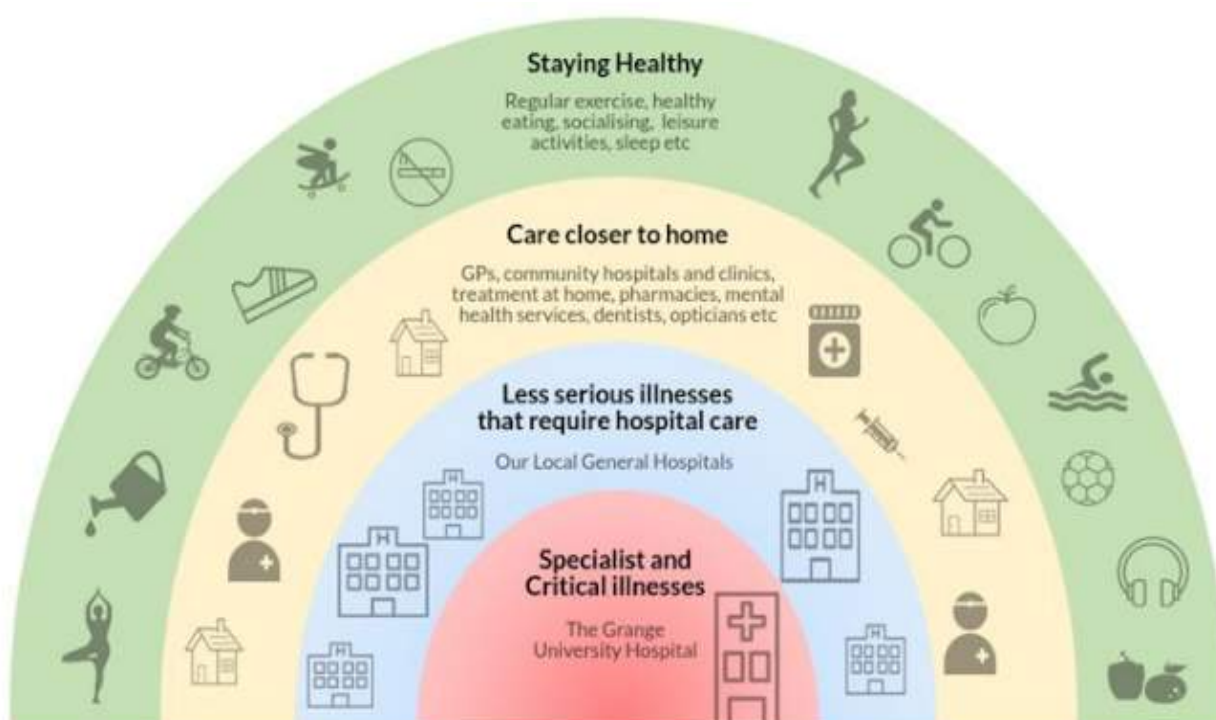 Staying Healthy
Regular exercise, healthy
eating, socialising, leisure
activities, sleep etc
Care closer to home
GPs, community hospitals and clinics,
treatment at home, pharmacies, mental
health services, dentists, opticians etc
Less serious illnesses
that require hospital care
Our Local General Hospitals
Specialist and
Critical illnesses
The Grange
University Hospital
H
H
H
H
H